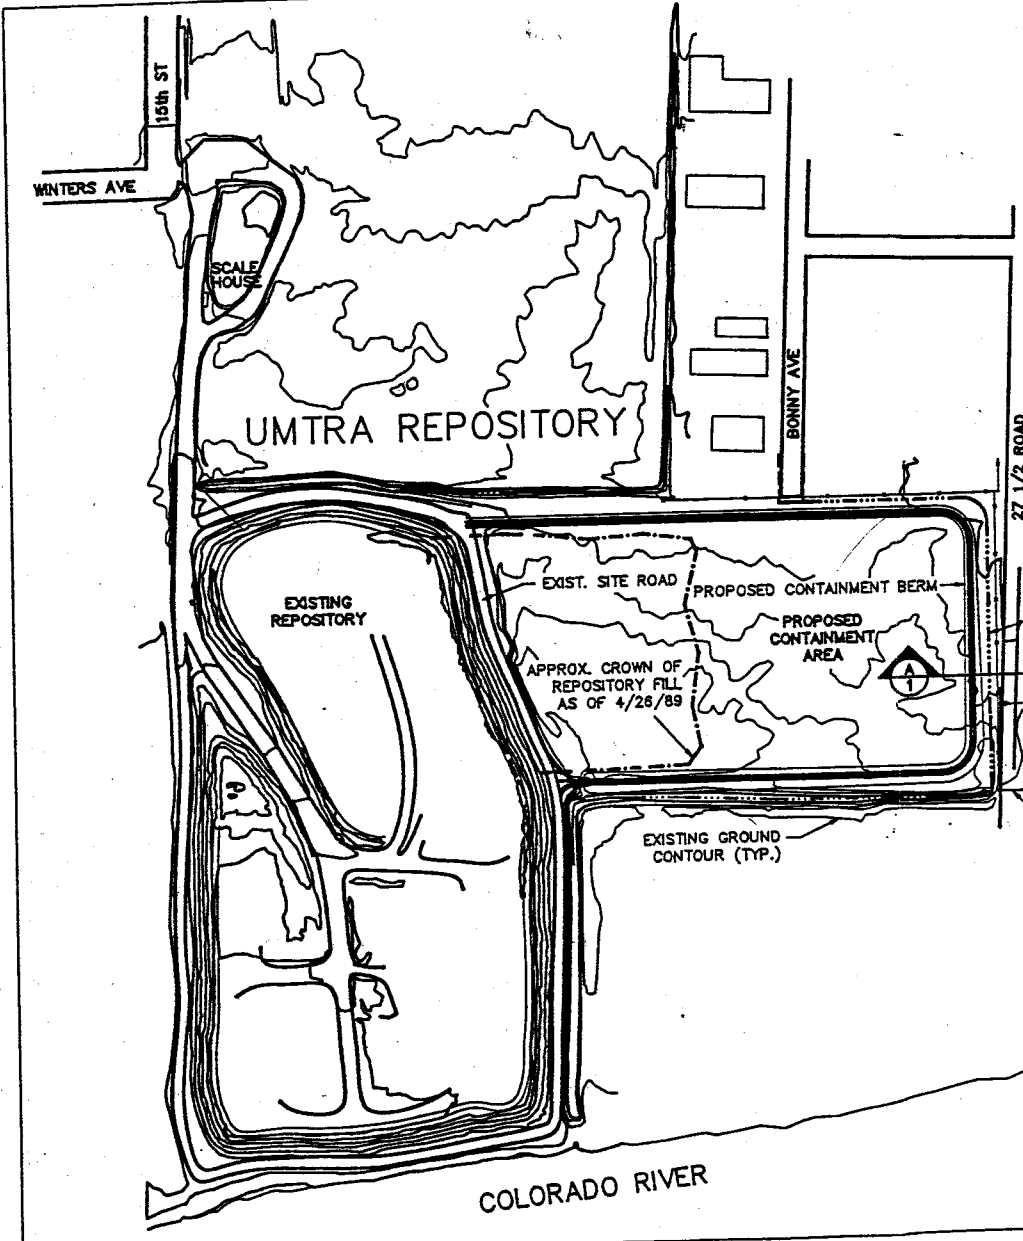 15th ST
WINTERS AVE
SCALE
HOUSE
UMTRA REPOSITORY
BONNY AVE
27 1/2 ROAD
EXISTING
REPOSITORY
EXIST. SITE ROAD
PROPOSED CONTAINMENT BERM
PROPOSED
CONTAINMENT
AREA
A
1
APPROX. CROWN OF
REPOSITORY FILL
AS OF 4/26/89
EXISTING GROUND
CONTOUR (TYP.)
COLORADO RIVER